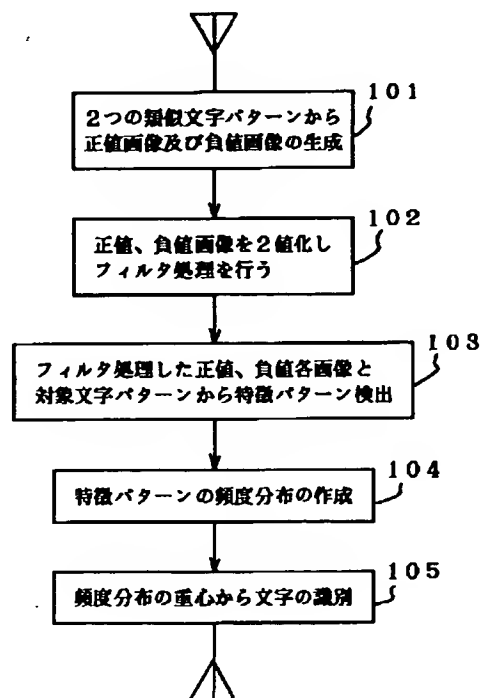 101
2つの類似文字パターンから
正値画像及び負値画像の生成
102
正値、負値画像を2値化し
フィルタ処理を行う
103
フィルタ処理した正値、負値各画像と
対象文字パターンから特徴パターン検出
104
特徴パターンの頻度分布の作成
105
頻度分布の重心から文字の識別